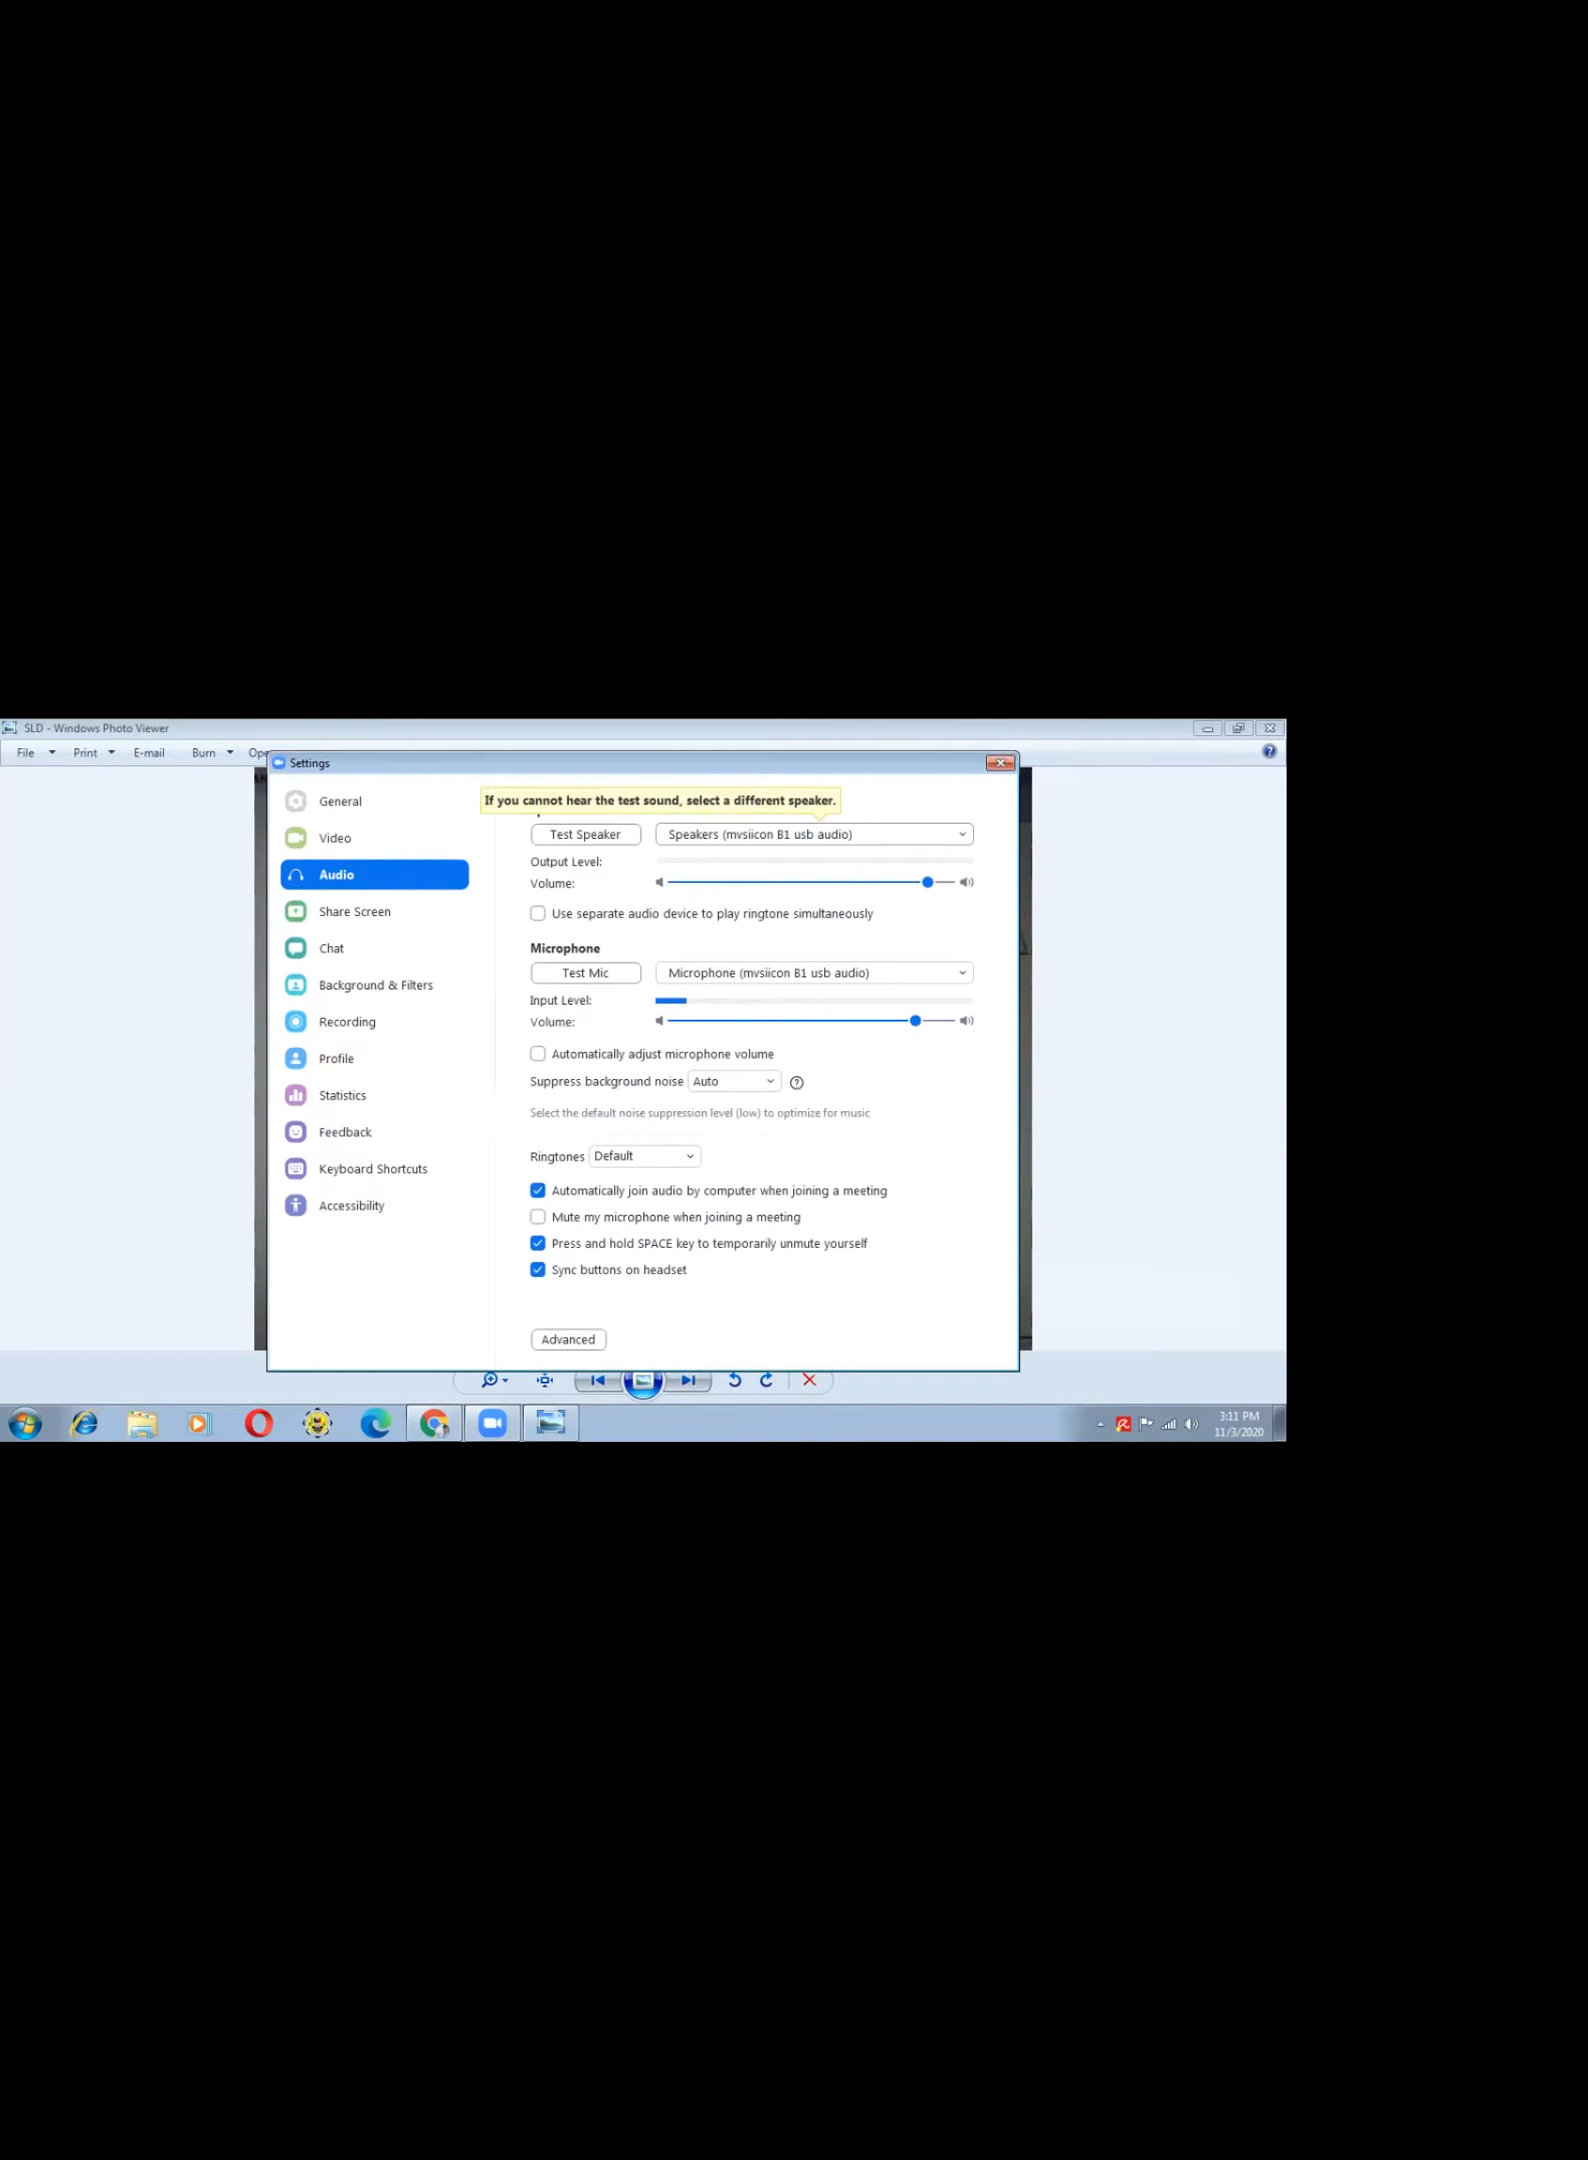 SLD - Windows Photo Viewer
File Print E-mail Burn Ope
Settings
General
Video
Audio
Share Screen
Chat
Background & Filters
Recording
Profile
Statistics
Feedback
Keyboard Shortcuts
Accessibility
If you cannot hear the test sound, select a different speaker.
Test Speaker Speakers (mvsiicon B1 usb audio)
Output Level:
Volume:
Use separate audio device to play ringtone simultaneously
Microphone
Test Mic Microphone (mvsiicon B1 usb audio)
Input Level:
Volume:
Automatically adjust microphone volume
Suppress background noise Auto
Select the default noise suppression level (low) to optimize for music
Ringtones Default
Automatically join audio by computer when joining a meeting
Mute my microphone when joining a meeting
Press and hold SPACE key to temporarily unmute yourself
Sync buttons on headset
Advanced
3:11 PM
11/3/2020